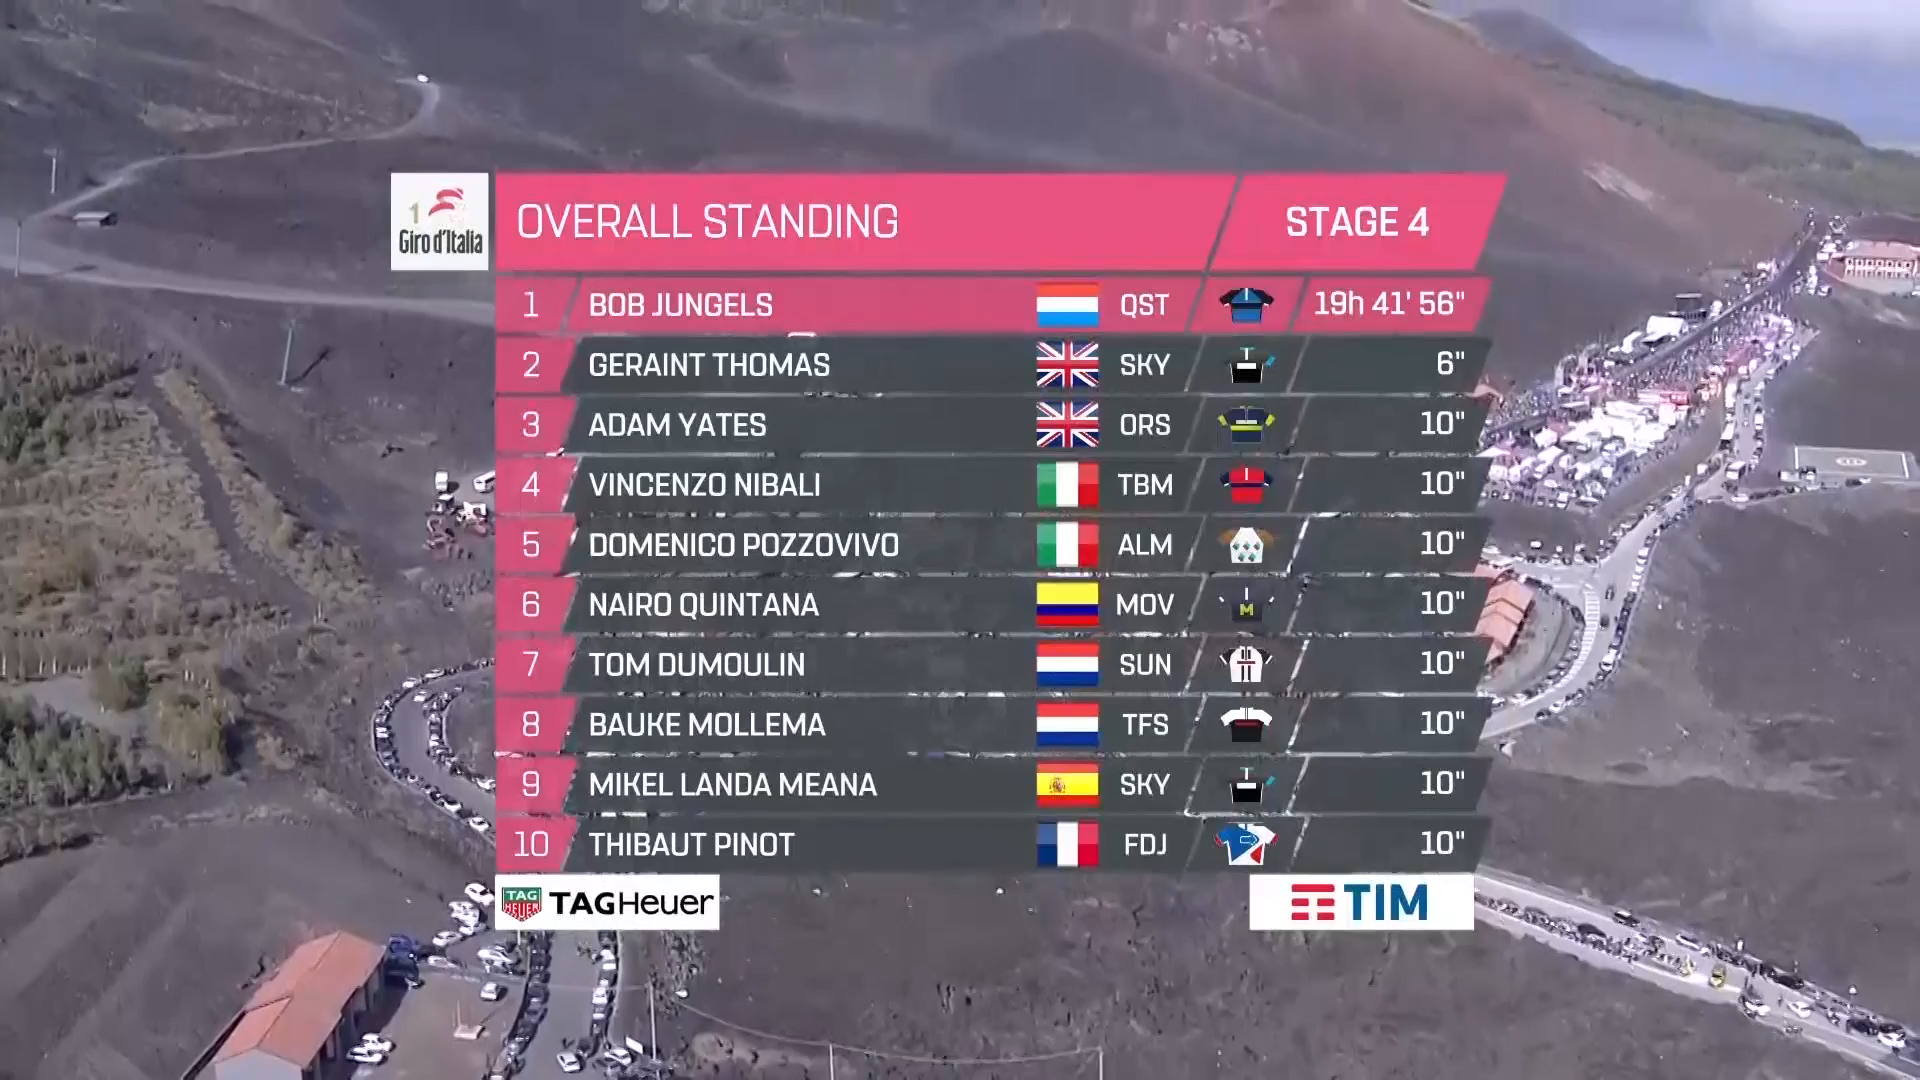 1
Giro d'Italia
OVERALL STANDING STAGE 4
1 BOB JUNGELS QST 19h 41' 56"
2 GERAINT THOMAS SKY 6"
3 ADAM YATES ORS 10"
4 VINCENZO NIBALI TBM 10"
5 DOMENICO POZZOVIVO ALM 10"
6 NAIRO QUINTANA MOV 10"
7 TOM DUMOULIN SUN 10"
8 BAUKE MOLLEMA TFS 10"
9 MIKEL LANDA MEANA SKY 10"
10 THIBAUT PINOT FDJ 10"
TAG HEUER TAGHeuer TIM